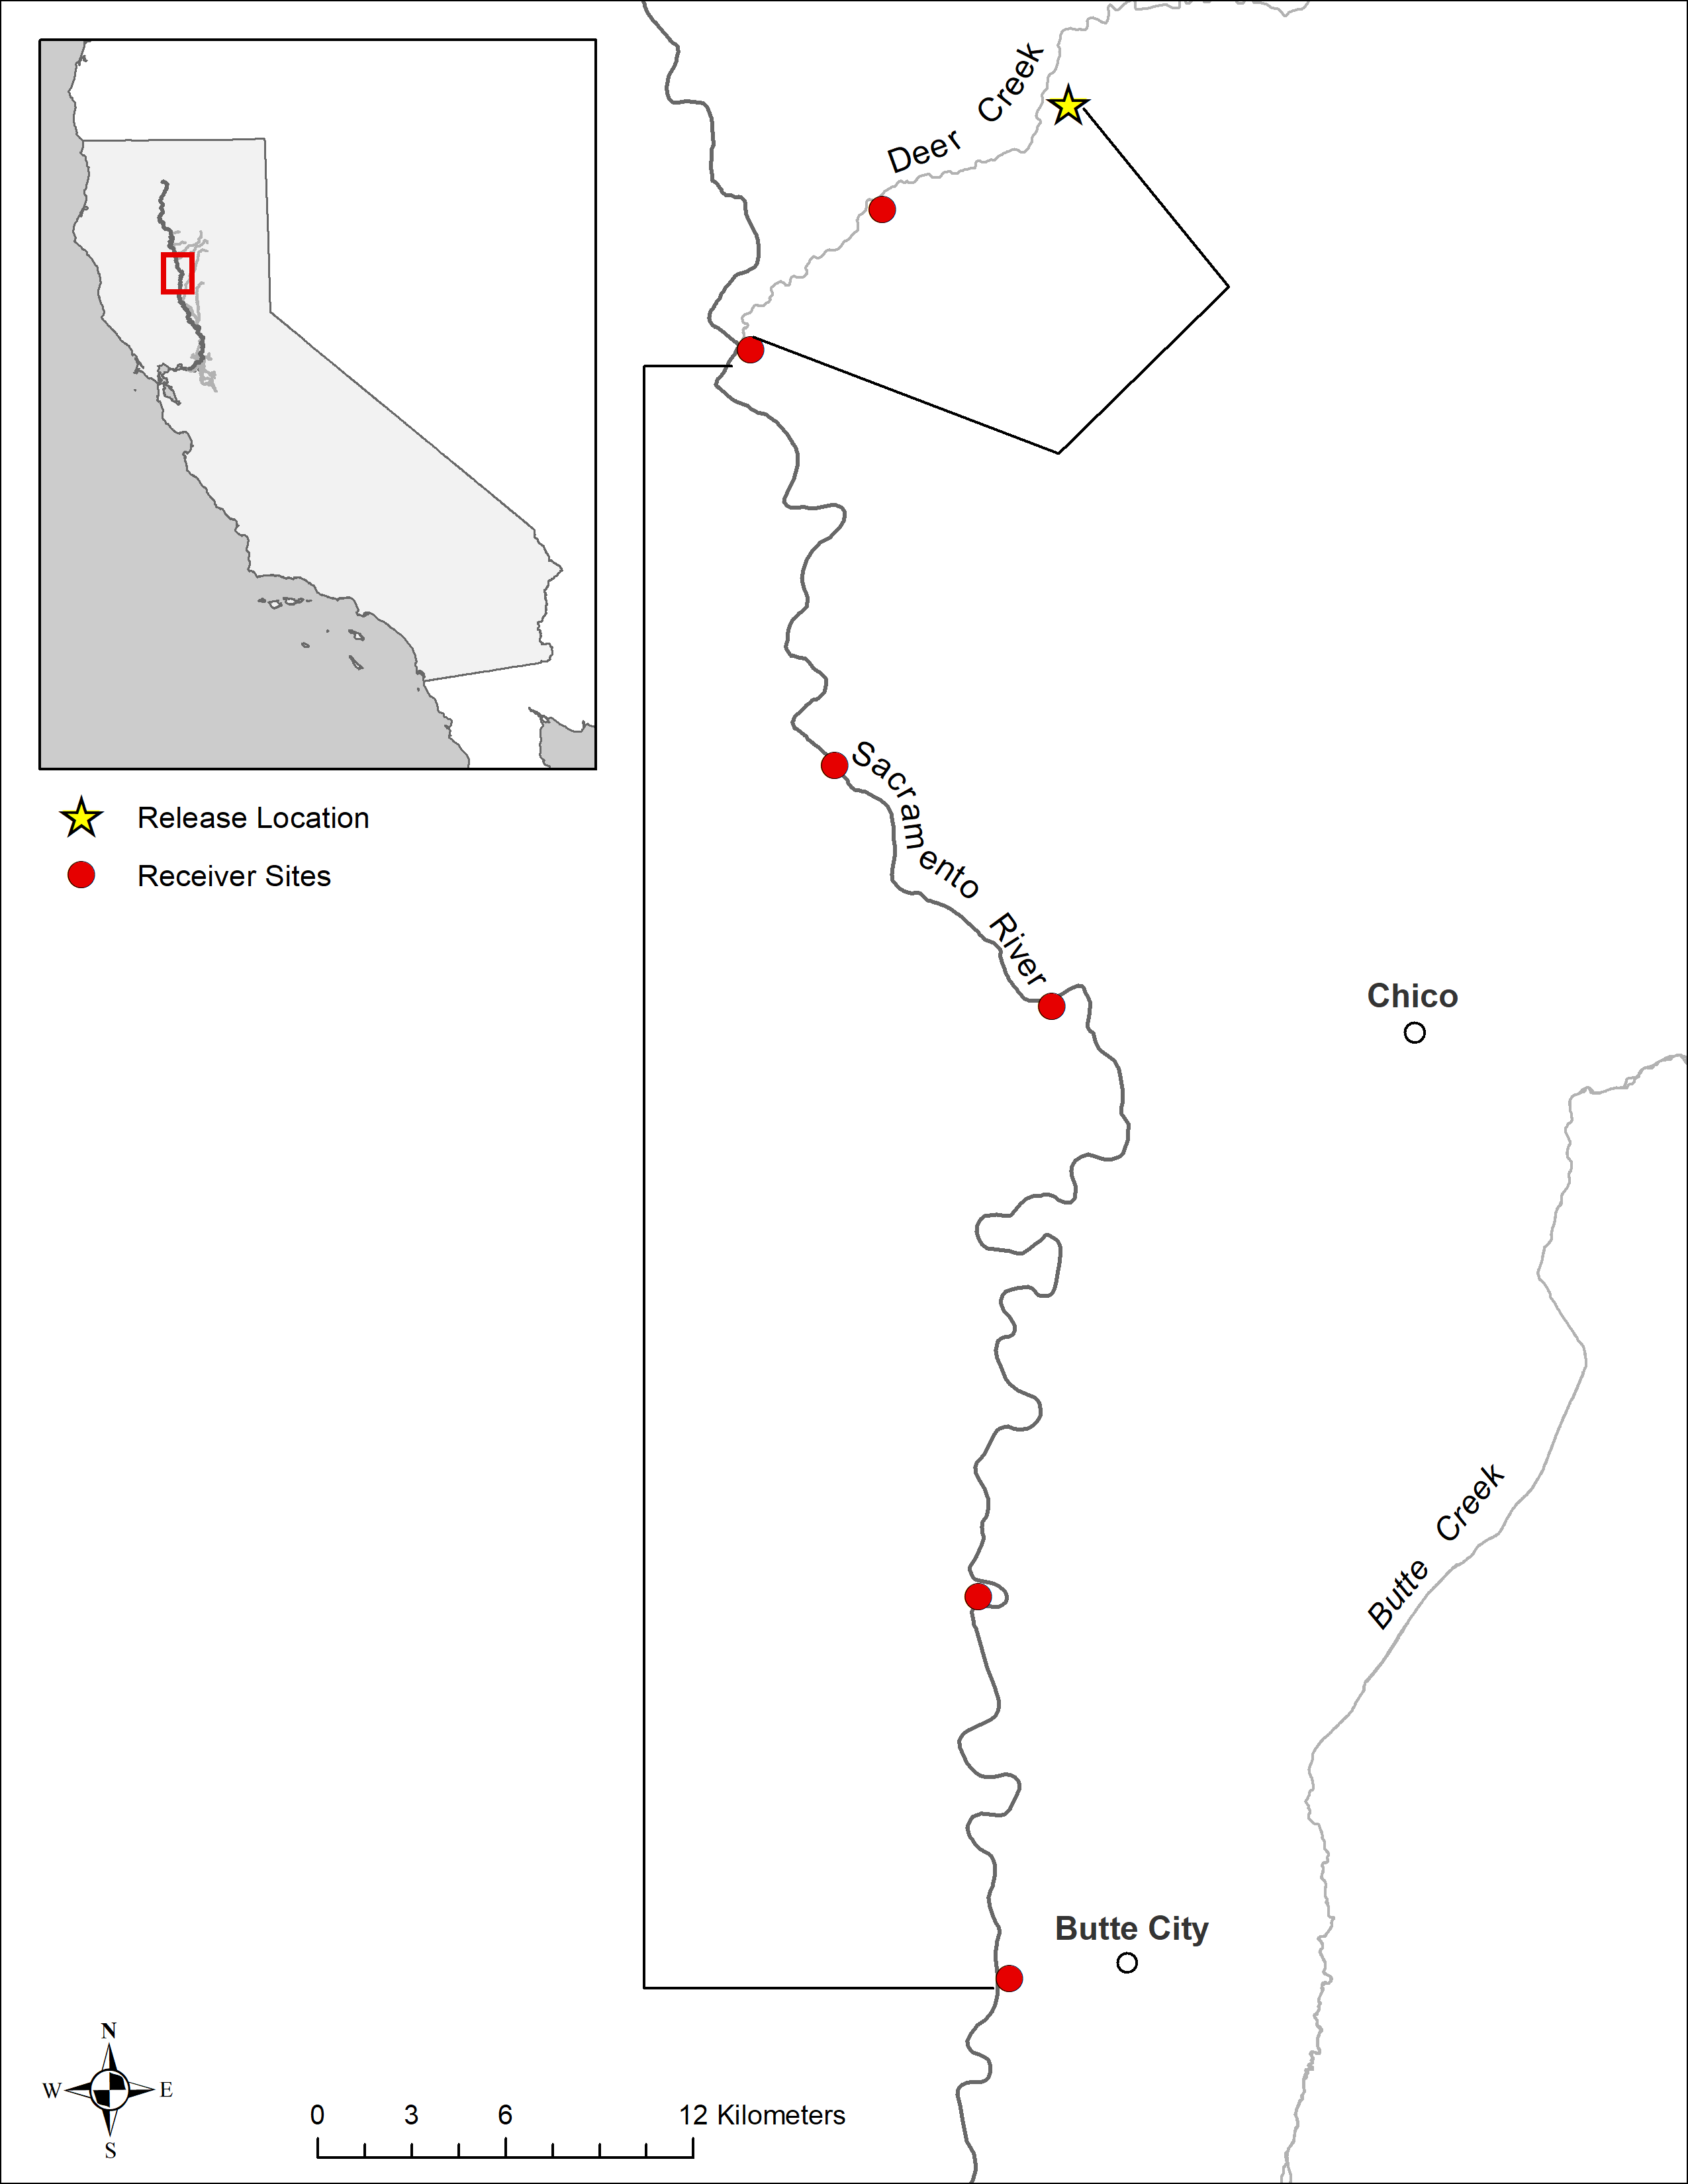 Deer Creek
Release Location
Receiver Sites
Sacramento River
Chico
Butte Creek
Butte City
N
W E
S
0 3 6 12 Kilometers